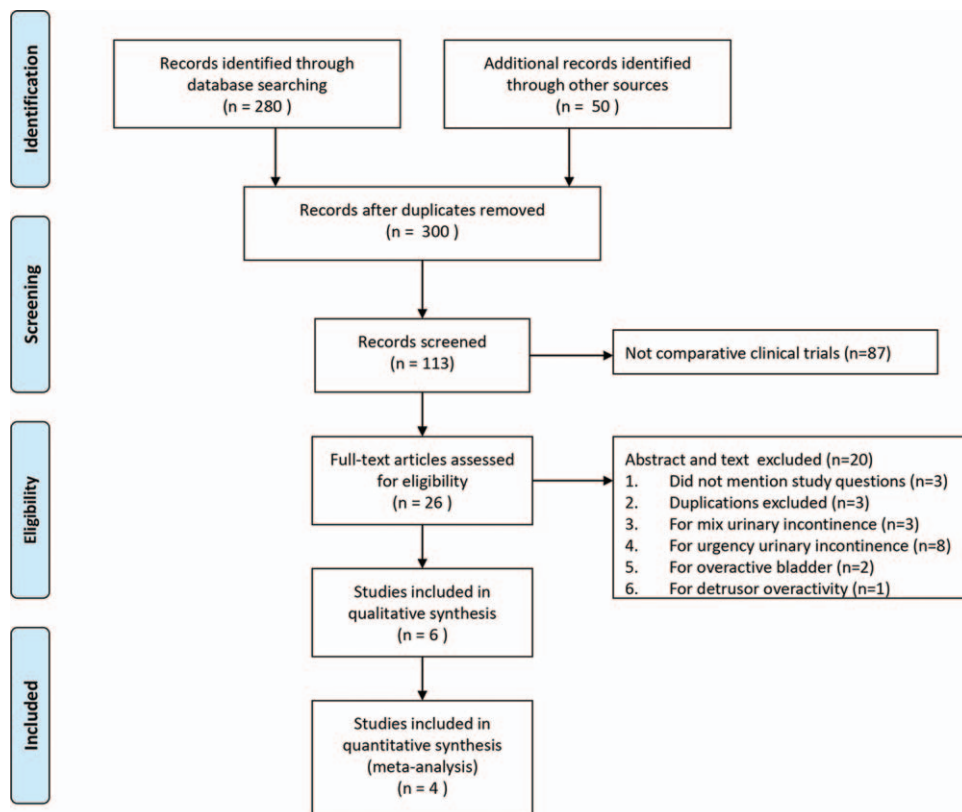 Identification
Records identified through
database searching
(n = 280 )
Additional records identified
through other sources
(n = 50 )
Records after duplicates removed
(n = 300 )
Screening
Records screened
(n = 113)
Not comparative clinical trials (n=87)
Eligibility
Full-text articles assessed
for eligibility
(n = 26 )
Abstract and text excluded (n=20)
1. Did not mention study questions (n=3)
2. Duplications excluded (n=3)
3. For mix urinary incontinence (n=3)
4. For urgency urinary incontinence (n=8)
5. For overactive bladder (n=2)
6. For detrusor overactivity (n=1)
Studies included in
qualitative synthesis
(n = 6 )
Included
Studies included in
quantitative synthesis
(meta-analysis)
(n = 4 )